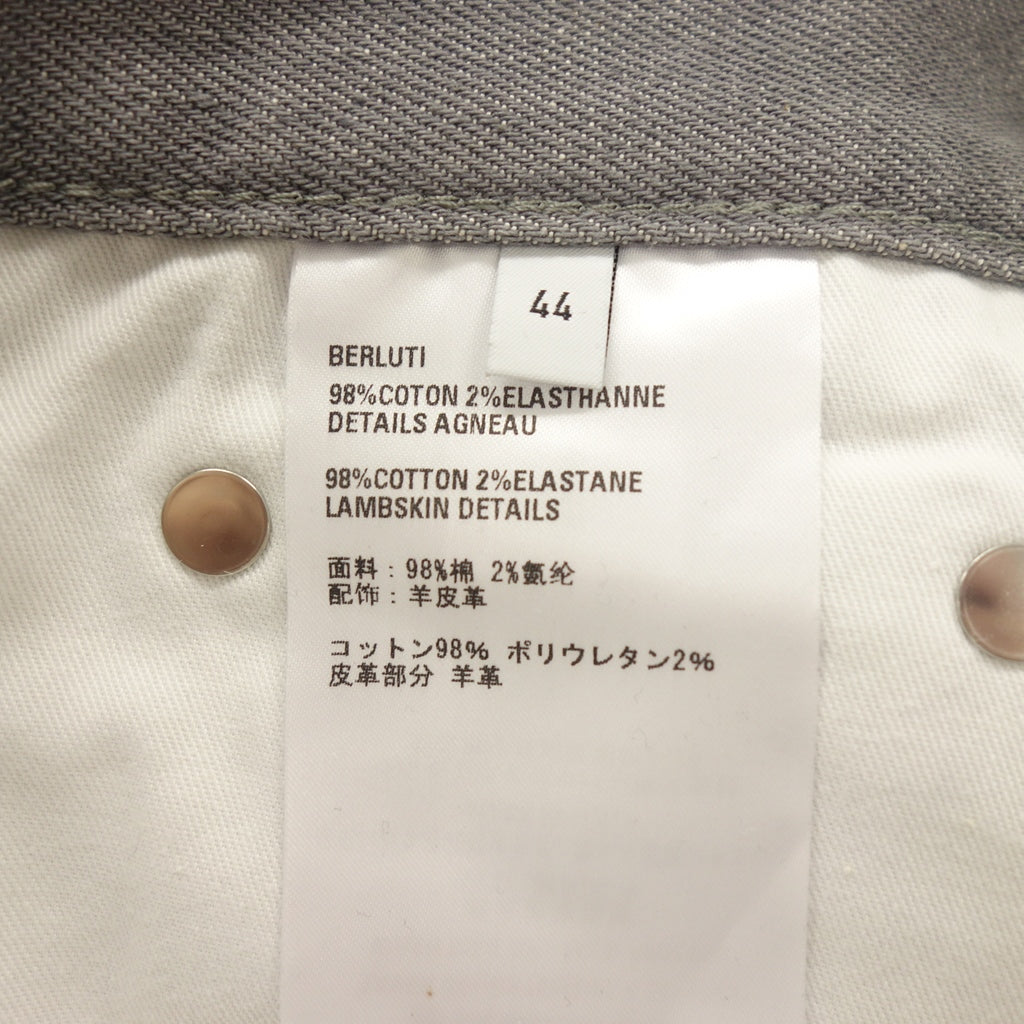 44
BERLUTI
98%COTON 2%ELASTHANNE
DETAILS AGNEAU
98%COTTON 2%ELASTANE
LAMBSKIN DETAILS
面料：98%棉 2%氨纶
配饰：羊皮革
コットン98% ポリウレタン2%
皮革部分 羊革